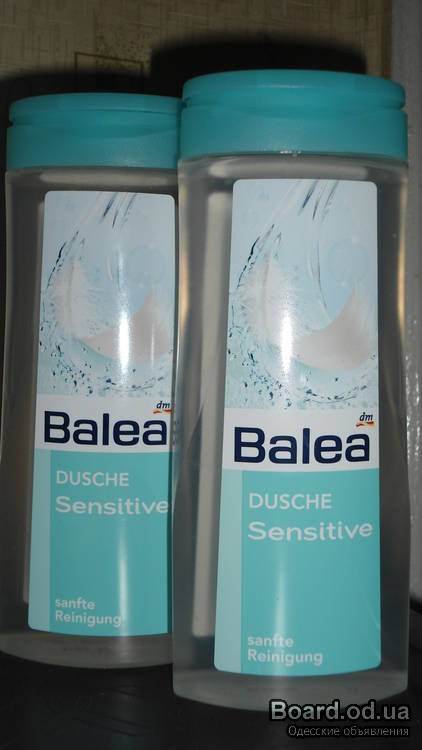 dm
Balea
DUSCHE
Sensitive
sanfte
Reinigung
dm
Balea
DUSCHE
Sensitive
sanfte
Reinigung
Board.od.ua
Одесские объявления